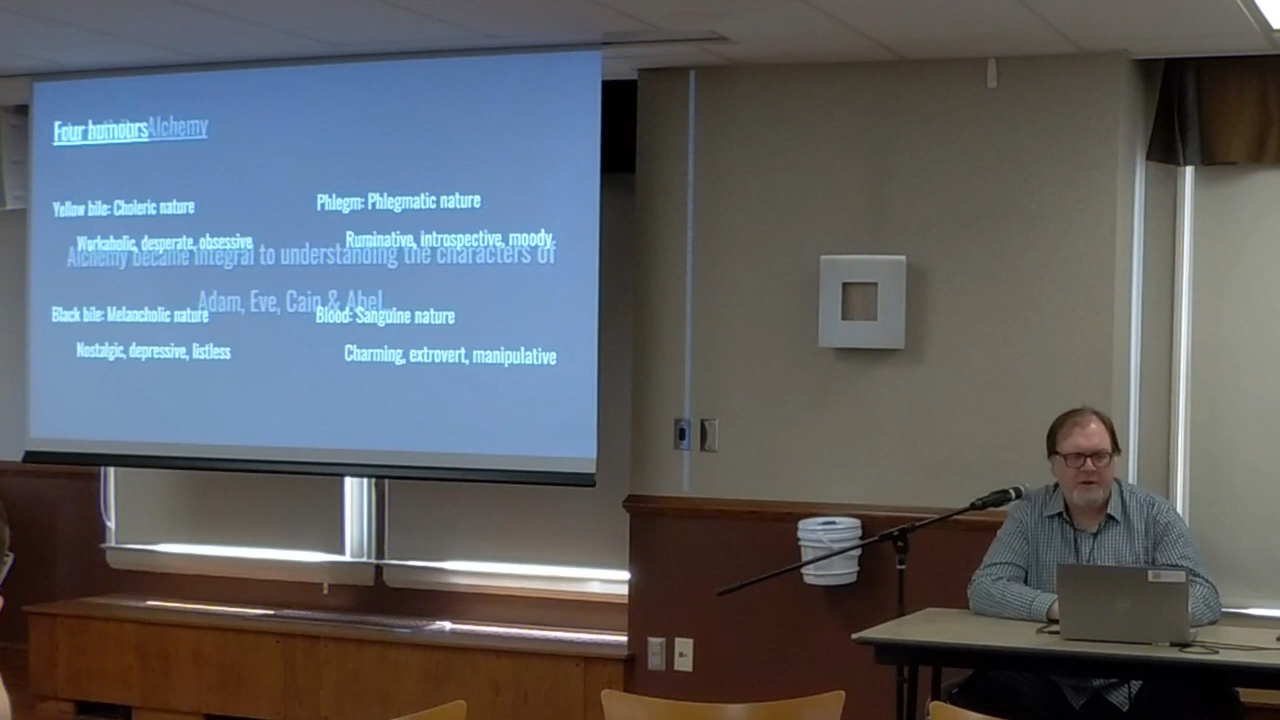 Four humours
Alchemy
Yellow bile: Choleric nature
Phlegm: Phlegmatic nature
Workaholic, desperate, obsessive
Ruminative, introspective, moody
Alchemy became integral to understanding the characters of
Adam, Eve, Cain & Abel
Black bile: Melancholic nature
Blood: Sanguine nature
Nostalgic, depressive, listless
Charming, extrovert, manipulative